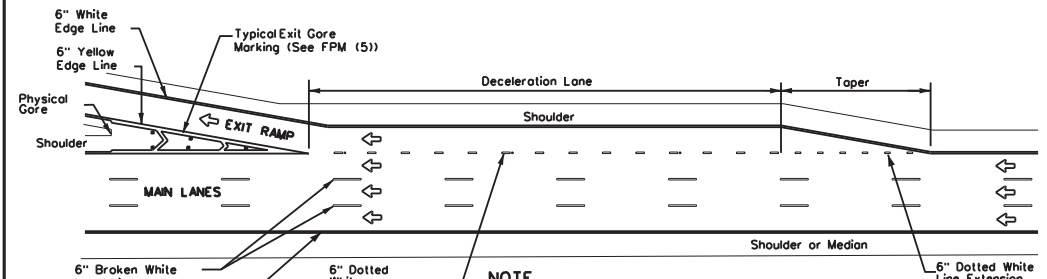 6" White
Edge Line
6" Yellow
Edge Line
Typical Exit Gore
Marking (See FPM (5))
Deceleration Lane
Taper
Physical
Gore
EXIT RAMP
Shoulder
Shoulder
MAIN LANES
Shoulder or Median
6" Broken White
6" Dotted
NOTE
6" Dotted White
Line Extension